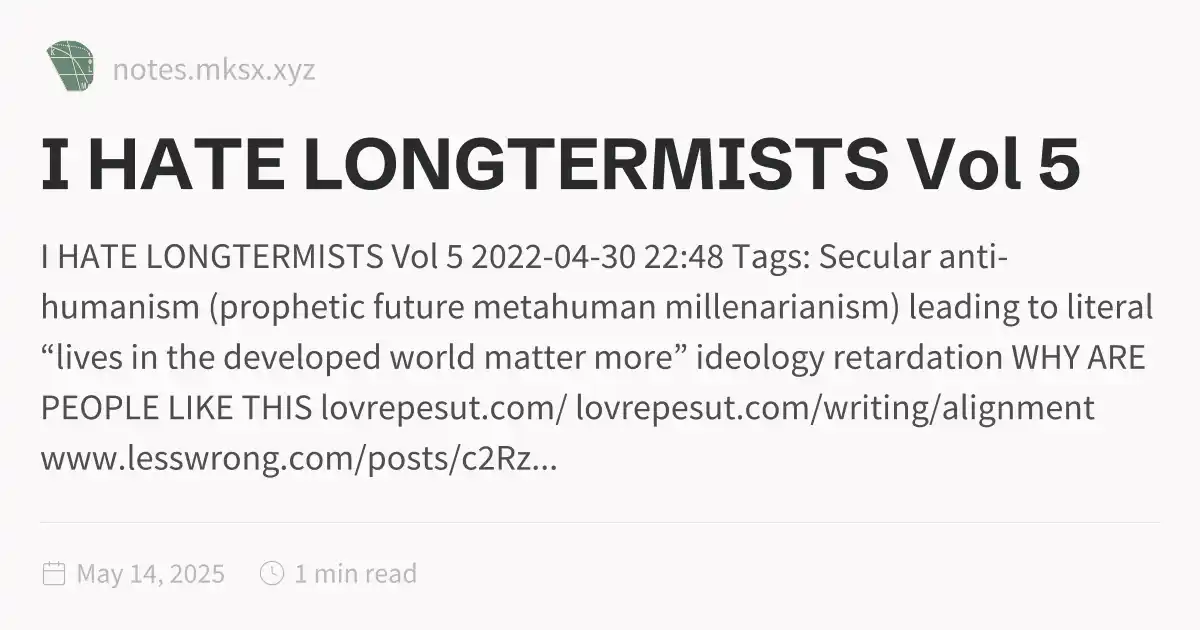 notes.mksx.xyz
I HATE LONGTERMISTS Vol 5
I HATE LONGTERMISTS Vol 5 2022-04-30 22:48 Tags: Secular anti-
humanism (prophetic future metahuman millenarianism) leading to literal
“lives in the developed world matter more” ideology retardation WHY ARE
PEOPLE LIKE THIS lovrepesut.com/ lovrepesut.com/writing/alignment
www.lesswrong.com/posts/c2Rz...
May 14, 2025 1 min read